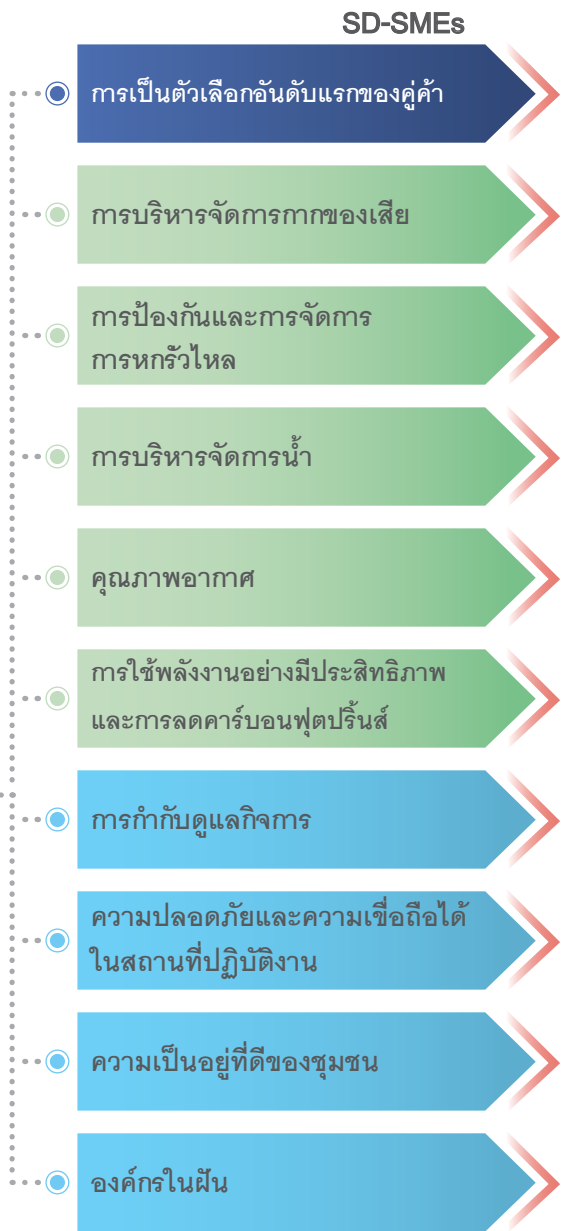 SD-SMEs
การเป็นตัวเลือกอันดับแรกของคู่ค้า
การบริหารจัดการกากของเสีย
การป้องกันและการจัดการ
การหกรั่วไหล
การบริหารจัดการน้ำ
คุณภาพอากาศ
การใช้พลังงานอย่างมีประสิทธิภาพ
และการลดคาร์บอนฟุตปริ้นส์
การกำกับดูแลกิจการ
ความปลอดภัยและความเชื่อถือได้
ในสถานที่ปฏิบัติงาน
ความเป็นอยู่ที่ดีของชุมชน
องค์กรในฝัน